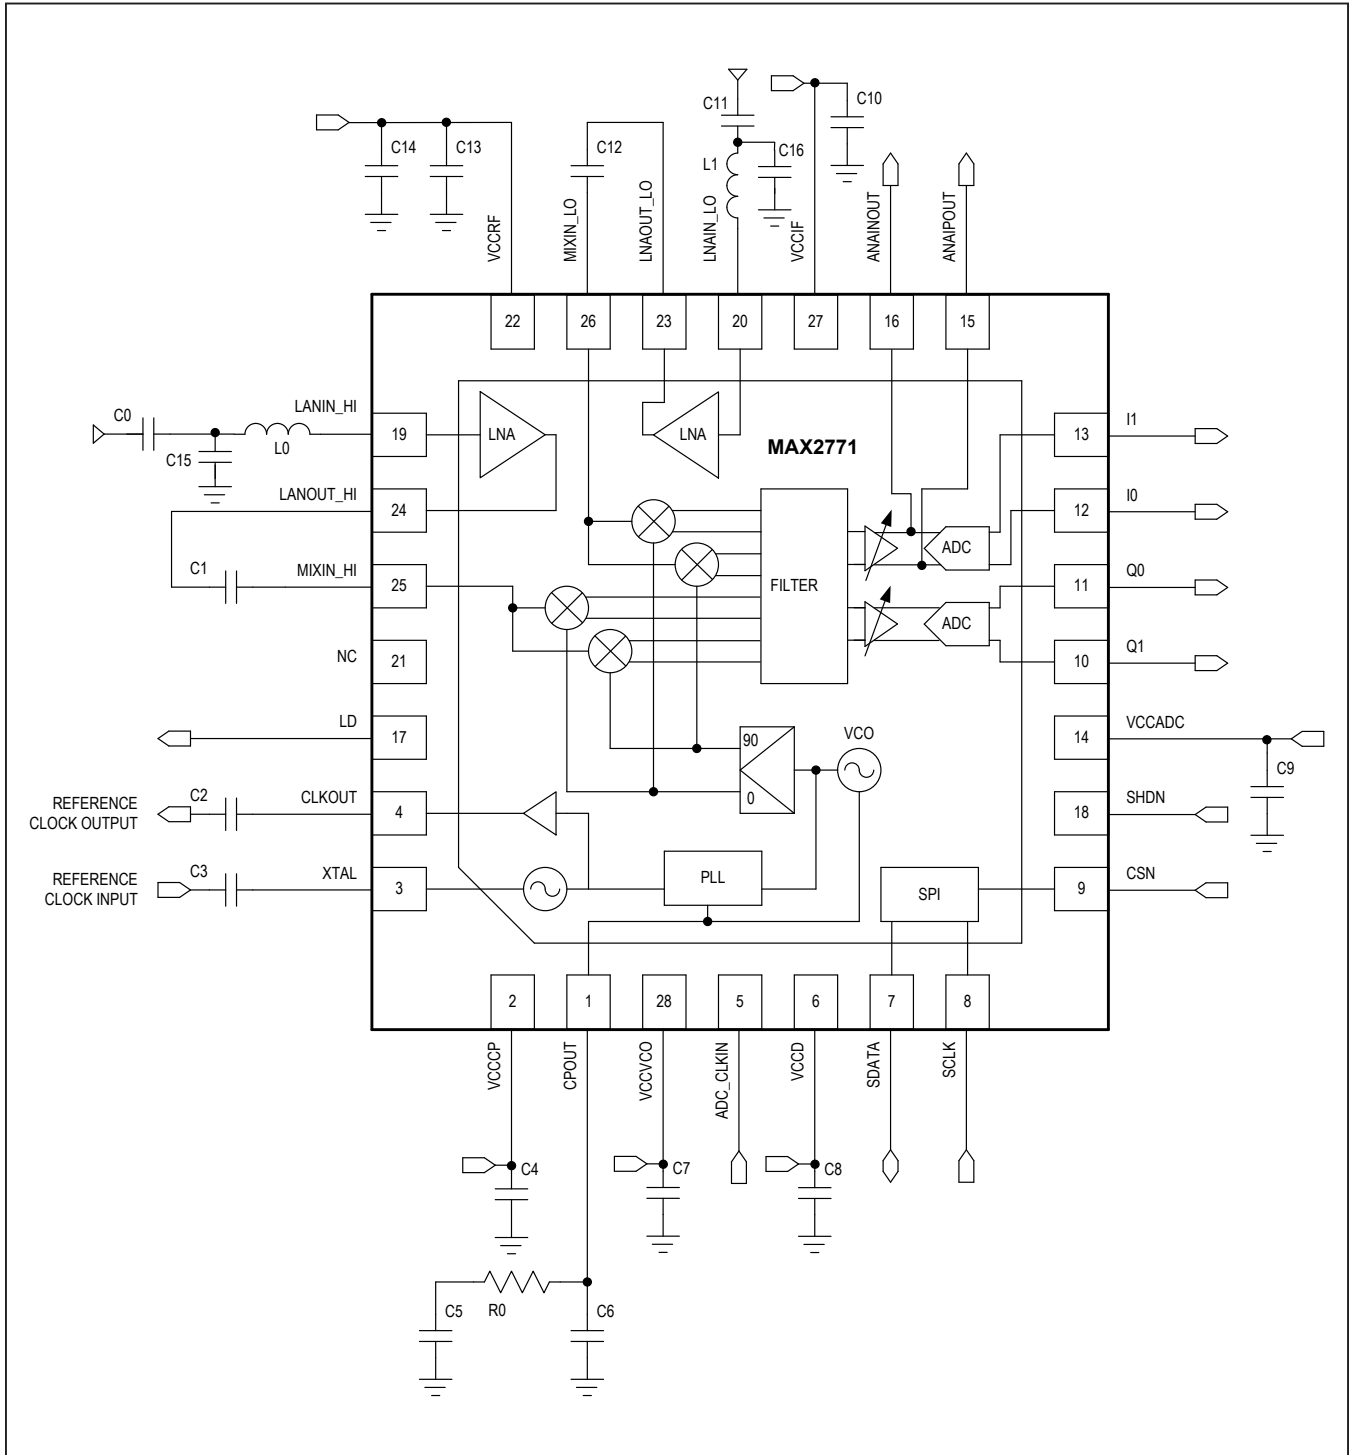 C11
C10
C14
C13
C12
L1
C16
VCCRF
MIXIN_LO
LNAOUT_LO
LNAIN_LO
VCCIF
ANAINOUT
ANAIPOUT
22
26
23
20
27
16
15
C0
LANIN_HI
19
LNA
LNA
MAX2771
13
I1
C15
L0
LANOUT_HI
24
12
I0
ADC
C1
MIXIN_HI
25
FILTER
11
Q0
ADC
NC
21
10
Q1
LD
17
90
0
VCO
14
VCCADC
C9
REFERENCE
CLOCK OUTPUT
C2
CLKOUT
4
18
SHDN
REFERENCE
CLOCK INPUT
C3
XTAL
3
PLL
SPI
9
CSN
2
1
28
5
6
7
8
VCCCP
CPOUT
VCCVCO
ADC_CLKIN
VCCD
SDATA
SCLK
C4
C7
C8
C5
R0
C6